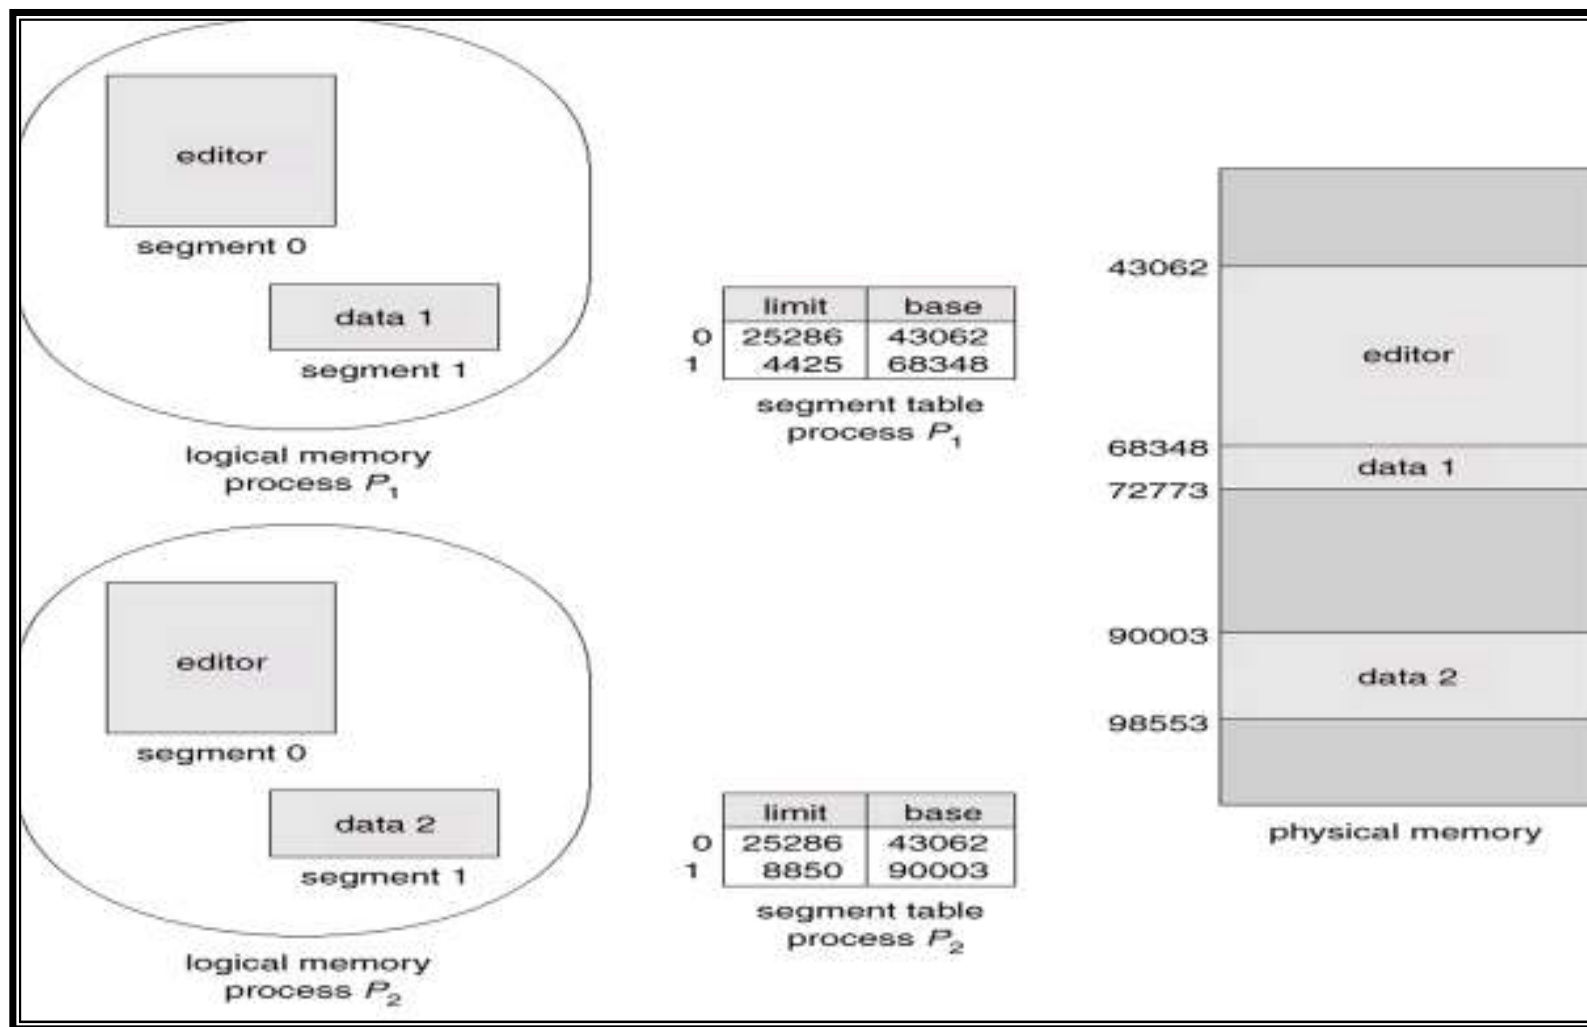 editor
segment 0
data 1
segment 1
logical memory
process P1
limit base
0 25286 43062
1 4425 68348
segment table
process P1
editor
segment 0
data 2
segment 1
logical memory
process P2
limit base
0 25286 43062
1 8850 90003
segment table
process P2
43062
editor
68348
data 1
72773
90003
data 2
98553
physical memory